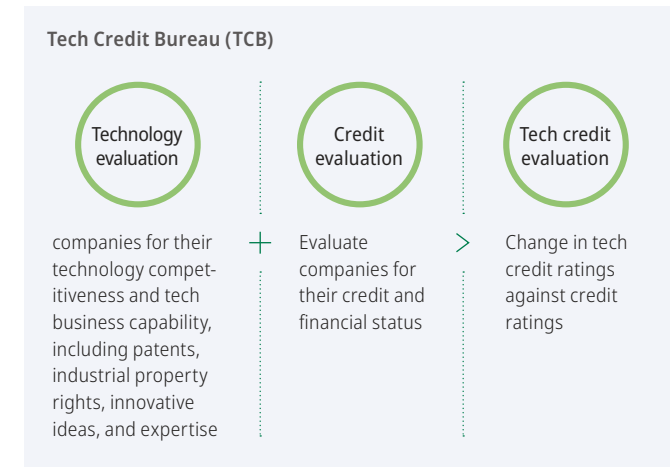 Tech Credit Bureau (TCB)
Technology
evaluation
companies for their
technology compet-
itiveness and tech
business capability,
including patents,
industrial property
rights, innovative
ideas, and expertise
+
Credit
evaluation
Evaluate
companies for
their credit and
financial status
>
Tech credit
evaluation
Change in tech
credit ratings
against credit
ratings